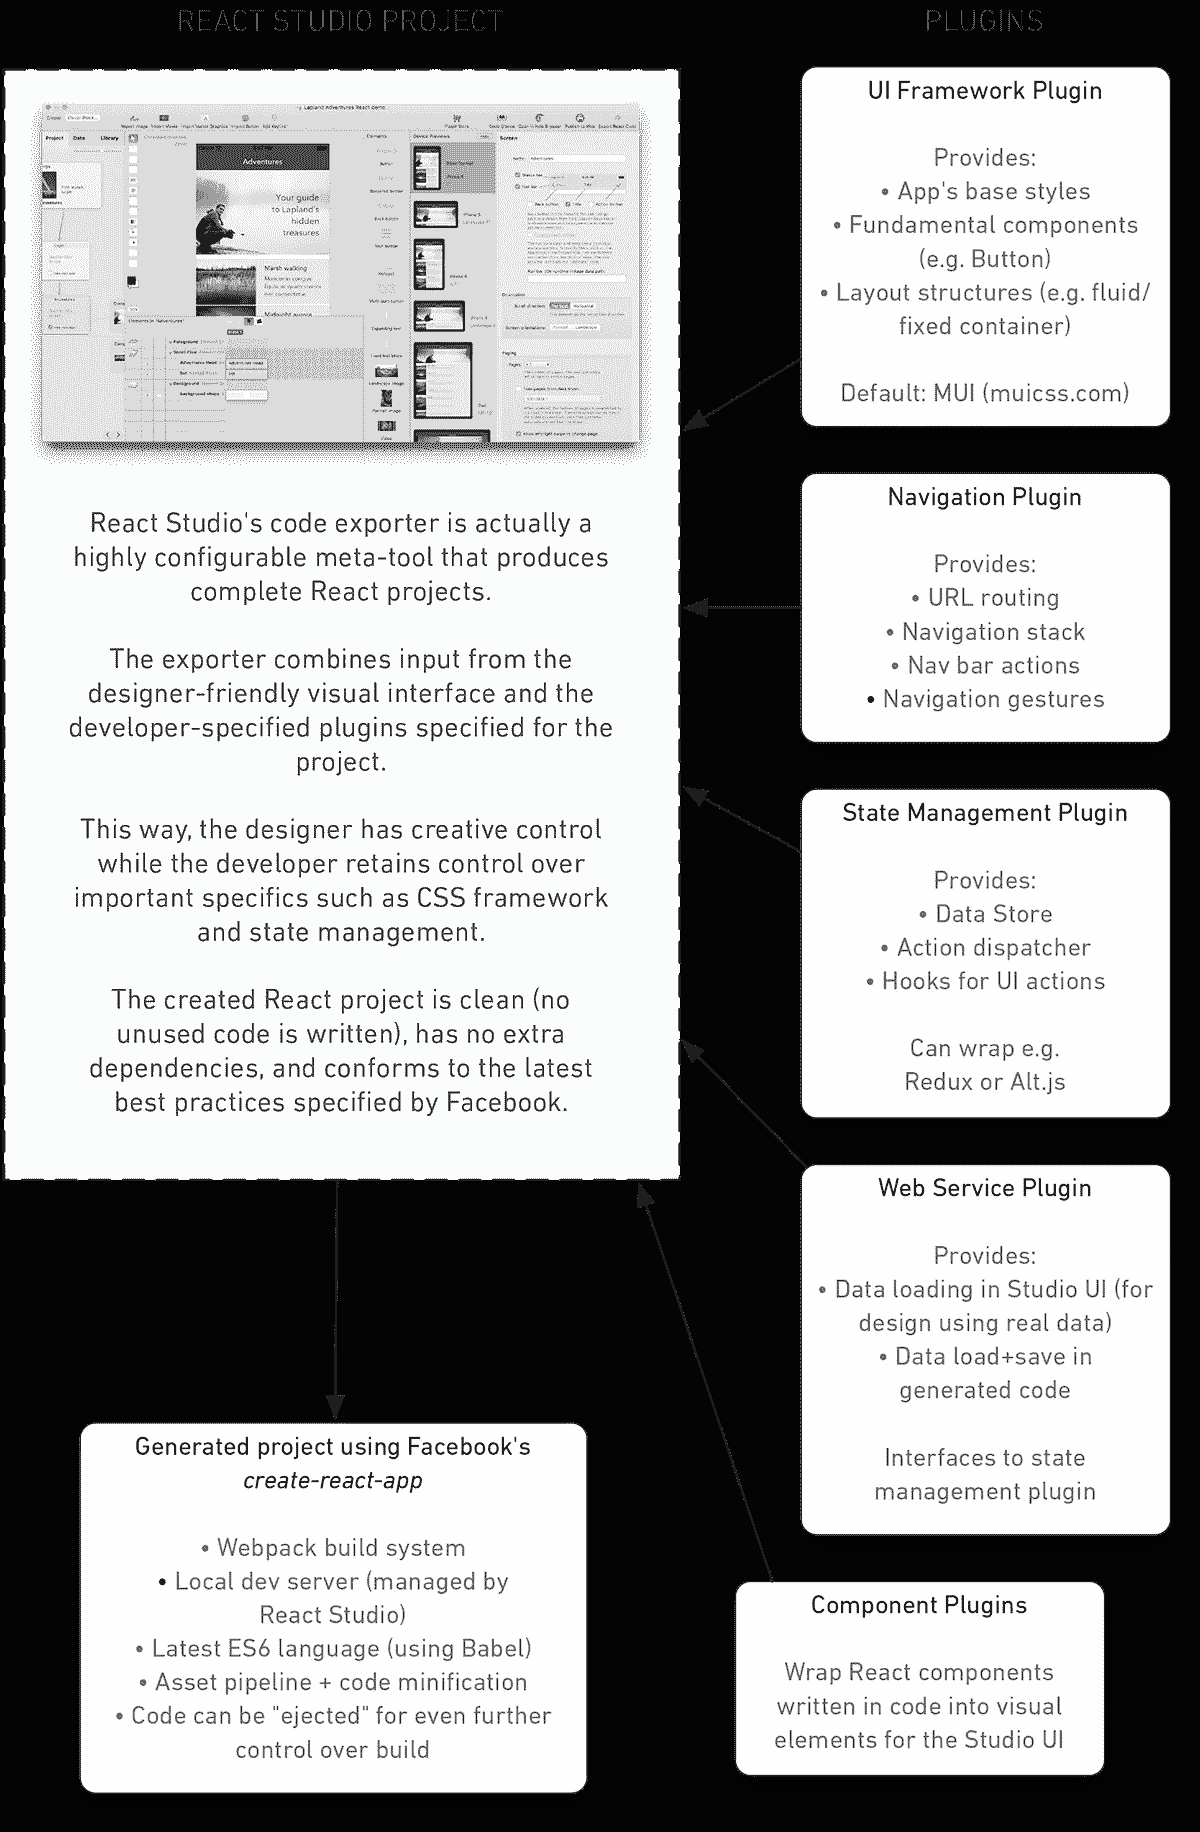 REACT STUDIO PROJECT
PLUGINS
Lapland Adventures React demo
Project
Data
Library
Elements
Device Previews
Screen
Adventures
Your guide
to Lapland's
hidden
treasures
Marsh walking
React Studio's code exporter is actually a
highly configurable meta-tool that produces
complete React projects.
The exporter combines input from the
designer-friendly visual interface and the
developer-specified plugins specified for the
project.
This way, the designer has creative control
while the developer retains control over
important specifics such as CSS framework
and state management.
The created React project is clean (no
unused code is written), has no extra
dependencies, and conforms to the latest
best practices specified by Facebook.
UI Framework Plugin
Provides:
• App's base styles
• Fundamental components
(e.g. Button)
• Layout structures (e.g. fluid/
fixed container)
Default: MUI (muicss.com)
Navigation Plugin
Provides:
• URL routing
• Navigation stack
• Nav bar actions
• Navigation gestures
State Management Plugin
Provides:
• Data Store
• Action dispatcher
• Hooks for UI actions
Can wrap e.g.
Redux or Alt.js
Web Service Plugin
Provides:
• Data loading in Studio UI (for
design using real data)
• Data load+save in
generated code
Interfaces to state
management plugin
Component Plugins
Wrap React components
written in code into visual
elements for the Studio UI
Generated project using Facebook's
create-react-app
• Webpack build system
• Local dev server (managed by
React Studio)
• Latest ES6 language (using Babel)
• Asset pipeline + code minification
• Code can be "ejected" for even further
control over build